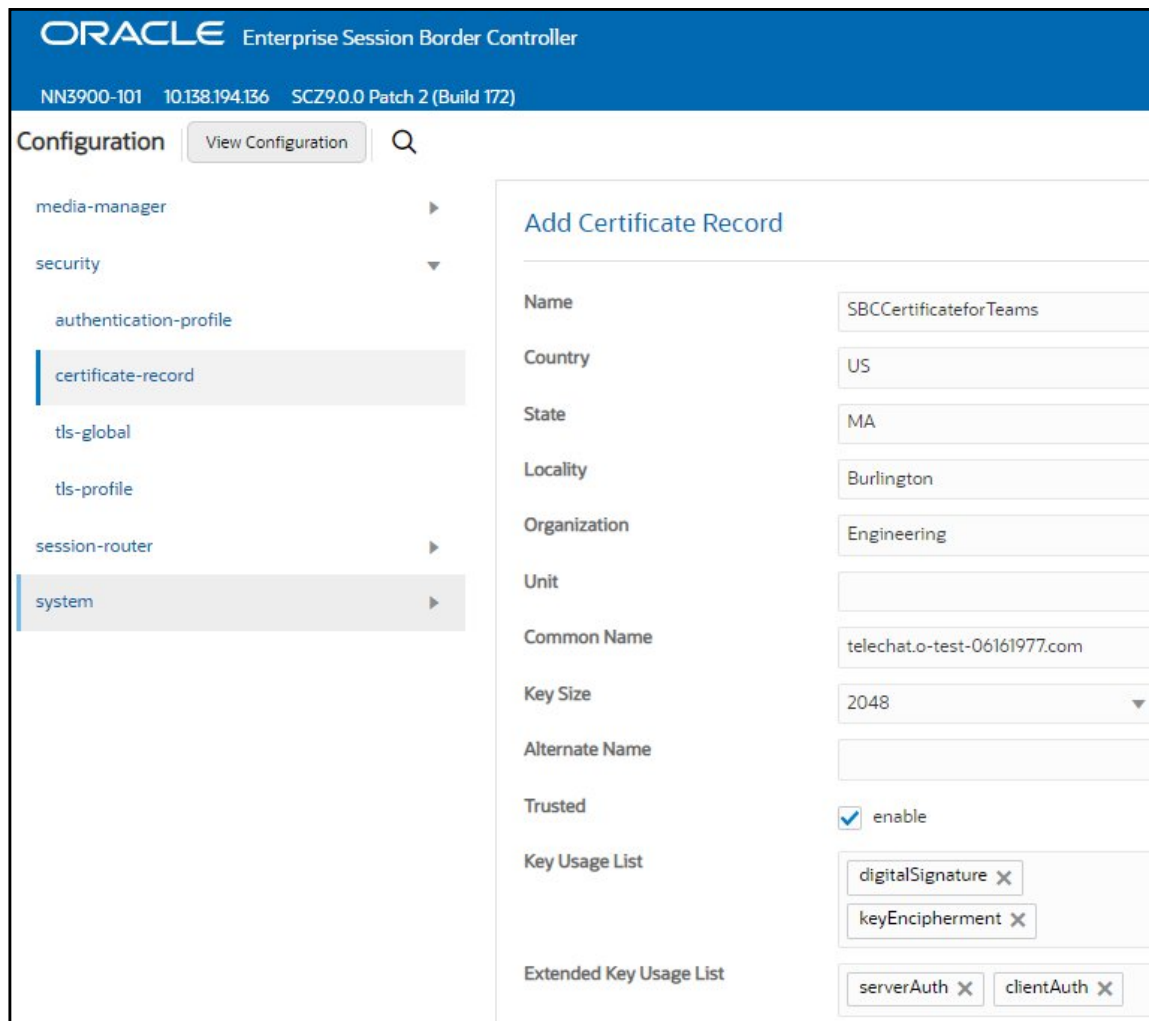 ORACLE Enterprise Session Border Controller
NN3900-101 10.138.194.136 SCZ9.0.0 Patch 2 (Build 172)
Configuration View Configuration
media-manager
security
authentication-profile
certificate-record
tls-global
tls-profile
session-router
system
Add Certificate Record
Name SBCCertificateforTeams
Country US
State MA
Locality Burlington
Organization Engineering
Unit
Common Name telechat.o-test-06161977.com
Key Size 2048
Alternate Name
Trusted enable
Key Usage List digitalSignature
keyEncipherment
Extended Key Usage List serverAuth clientAuth